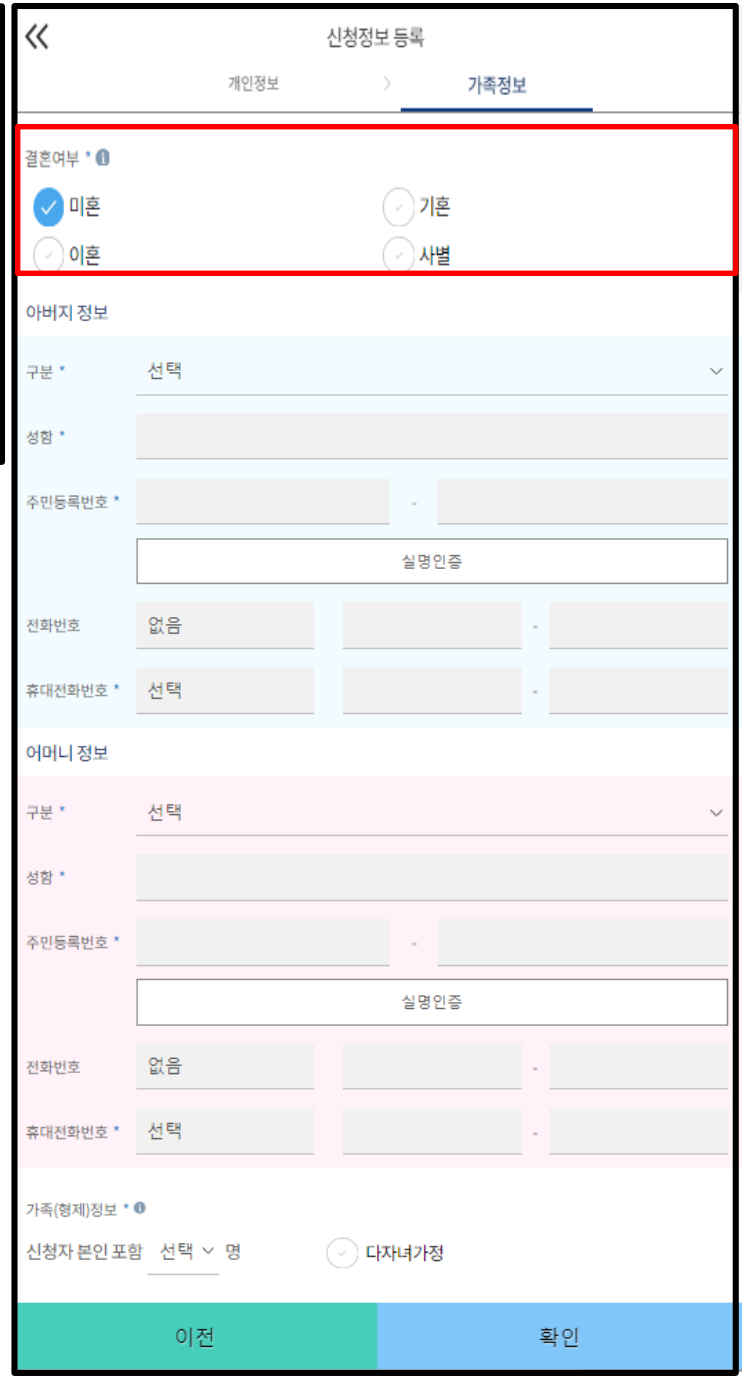 신청정보 등록
개인정보 > 가족정보
결혼여부 *
미혼 기혼
이혼 사별
아버지 정보
구분 * 선택
성함 *
주민등록번호 * -
실명인증
전화번호 없음 -
휴대전화번호 * 선택 -
어머니 정보
구분 * 선택
성함 *
주민등록번호 * -
실명인증
전화번호 없음 -
휴대전화번호 * 선택 -
가족(형제)정보 *
신청자 본인 포함 선택 명 다자녀가정
이전 확인